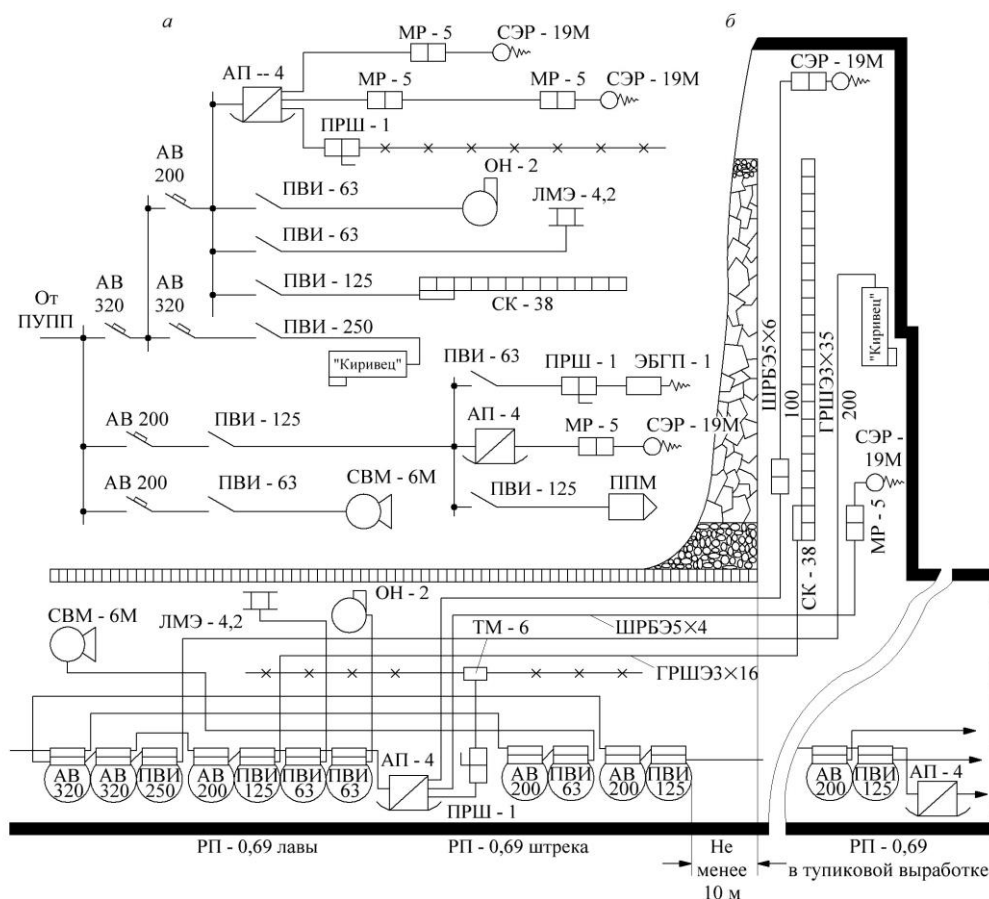 а
б
МР - 5
СЭР - 19М
СЭР - 19М
АП -- 4
МР - 5
МР - 5
СЭР - 19М
ПРШ - 1
АВ
200
ОН - 2
ПВИ - 63
ЛМЭ - 4,2
ПВИ - 63
От
ПУПП
АВ
320
АВ
320
ПВИ - 125
СК - 38
ПВИ - 250
"Киривец"
"Киривец"
ПВИ - 63
ПРШ - 1
ЭБГП - 1
ШРБЭ5×6
100
ГРШЭ3×35
200
АВ 200
ПВИ - 125
АП - 4
МР - 5
СЭР - 19М
СЭР -
19М
АВ 200
ПВИ - 63
СВМ - 6М
ПВИ - 125
ППМ
МР - 5
СК - 38
СВМ - 6М
ЛМЭ - 4,2
ОН - 2
ТМ - 6
ШРБЭ5×4
ГРШЭ3×16
АВ
320
АВ
320
ПВИ
250
АВ
200
ПВИ
125
ПВИ
63
ПВИ
63
АП - 4
ПРШ - 1
АВ
200
ПВИ
63
АВ
200
ПВИ
125
АВ
200
ПВИ
125
АП - 4
РП - 0,69 лавы
РП - 0,69 штрека
Не
менее
10 м
РП - 0,69
в тупиковой выработке